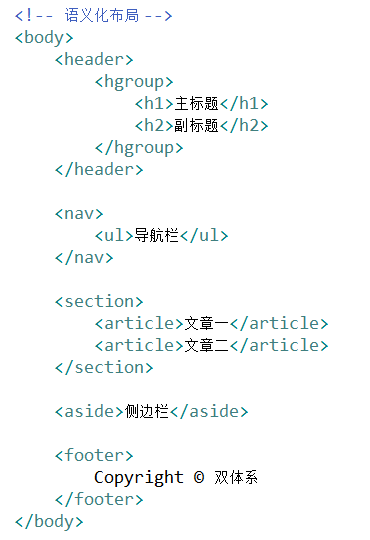 <!-- 语义化布局 -->
<body>
    <header>
        <hgroup>
            <h1>主标题</h1>
            <h2>副标题</h2>
        </hgroup>
    </header>

    <nav>
        <ul>导航栏</ul>
    </nav>

    <section>
        <article>文章一</article>
        <article>文章二</article>
    </section>

    <aside>侧边栏</aside>

    <footer>
        Copyright © 双体系
    </footer>
</body>